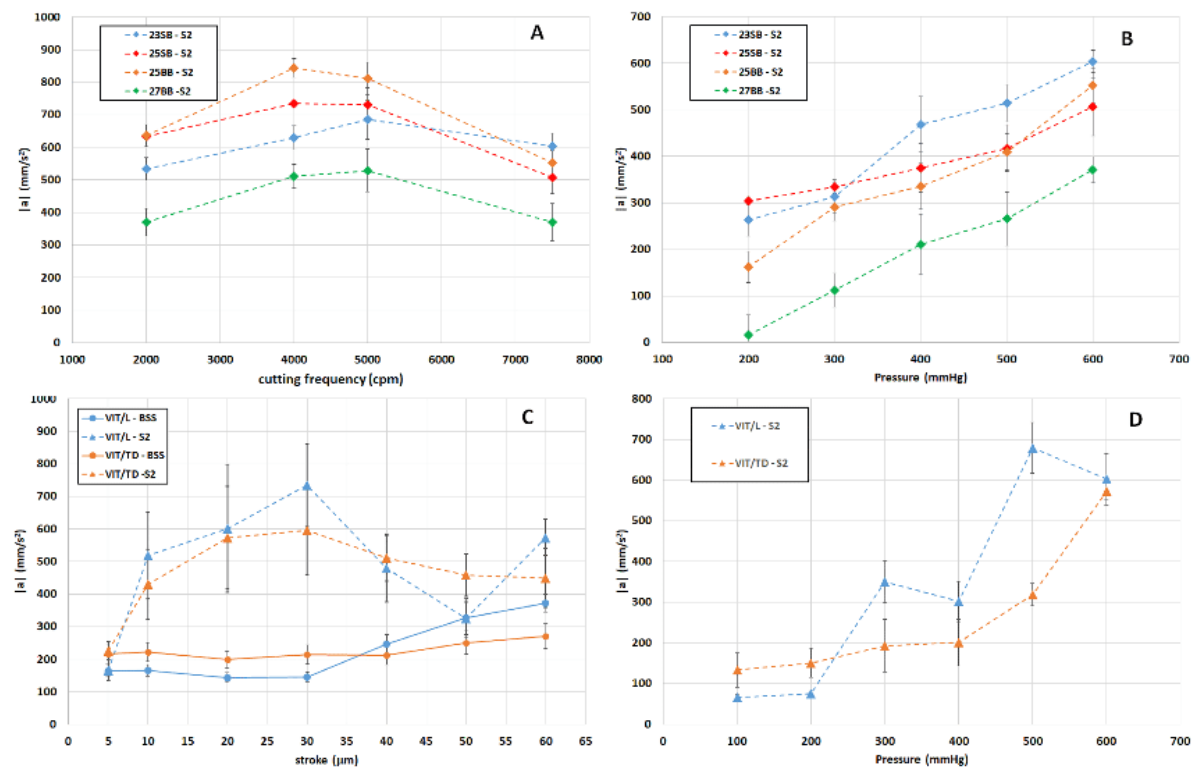 A
23SB - S2
25SB - S2
25BB - S2
27BB -S2
1000
900
800
700
600
500
400
300
200
100
0
|a| (mm/s²)
1000 2000 3000 4000 5000 6000 7000 8000
cutting frequency (cpm)
B
23SB - S2
25SB - S2
25BB - S2
27BB - S2
700
600
500
400
300
200
100
0
|a| (mm/s²)
100 200 300 400 500 600 700
Pressure (mmHg)
C
VIT/L - BSS
VIT/L - S2
VIT/TD - BSS
VIT/TD -S2
1000
900
800
700
600
500
400
300
200
100
0
|a| (mm/s²)
0 5 10 15 20 25 30 35 40 45 50 55 60 65
stroke (μm)
D
VIT/L - S2
VIT/TD - S2
800
700
600
500
400
300
200
100
0
|a| (mm/s²)
0 100 200 300 400 500 600 700
Pressure (mmHg)